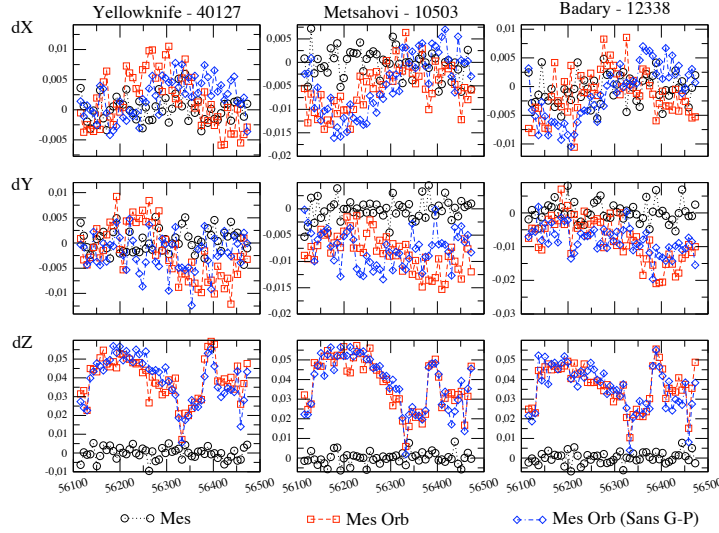 Yellowknife - 40127 Metsahovi - 10503 Badary - 12338
dX
0,01 0,005 0 -0,005
0,005 0 -0,005 -0,01 -0,015 -0,02
0,01 0,005 0 -0,005 -0,01
dY
0,01 0,005 0 -0,005 -0,01
0,005 0 -0,005 -0,01 -0,015 -0,02
0,01 0 -0,01 -0,02 -0,03
dZ
0,05 0,04 0,03 0,02 0,01 0 -0,01
0,05 0,04 0,03 0,02 0,01 0
0,05 0,04 0,03 0,02 0,01 0
56100 56200 56300 56400 56500 56100 56200 56300 56400 56500 56100 56200 56300 56400 56500
Mes Mes Orb Mes Orb (Sans G-P)